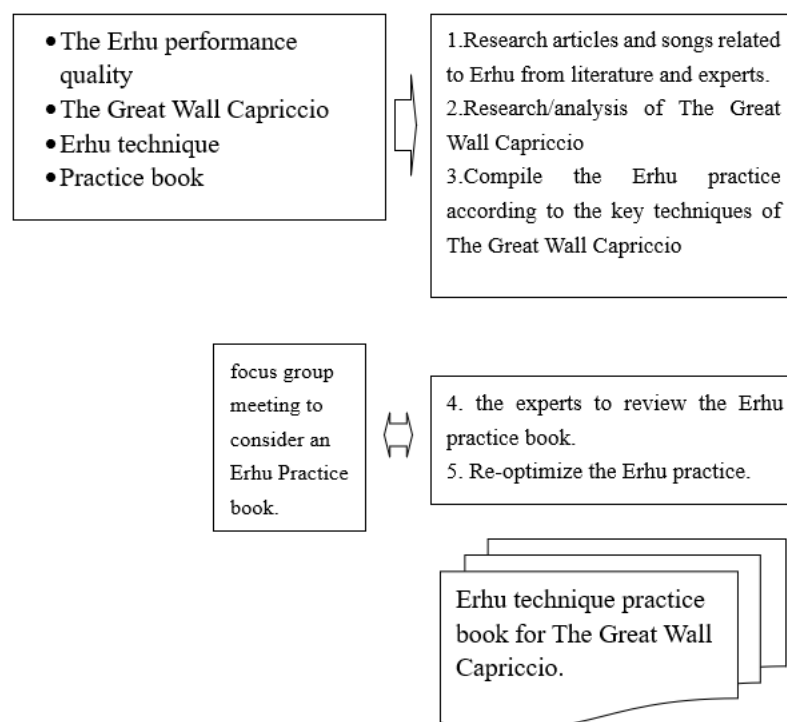 •The Erhu performance
quality
•The Great Wall Capriccio
•Erhu technique
•Practice book
1.Research articles and songs related
to Erhu from literature and experts.
2.Research/analysis of The Great
Wall Capriccio
3.Compile the Erhu practice
according to the key techniques of
The Great Wall Capriccio
focus group
meeting to
consider an
Erhu Practice
book.
4. the experts to review the Erhu
practice book.
5. Re-optimize the Erhu practice.
Erhu technique practice
book for The Great Wall
Capriccio.